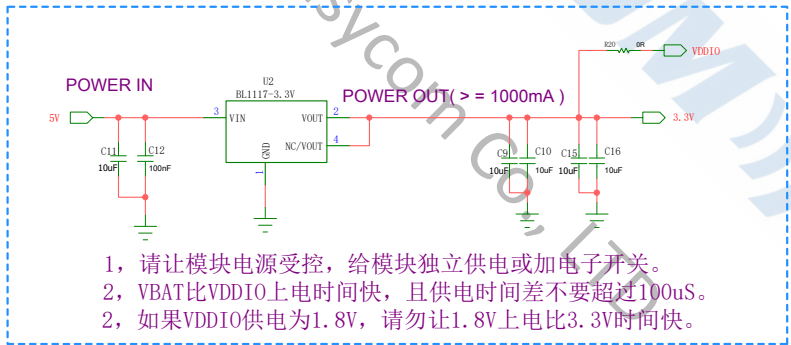 R20 0R
VDDIO
POWER IN
U2
BL1117-3.3V
POWER OUT( > = 1000mA )
5V
3 VIN VOUT 2
NC/VOUT 4
GND
1
3.3V
C11 C12
10uF 100nF
C9 C10 C15 C16
10uF 10uF 10uF 10uF
1, 请让模块电源受控, 给模块独立供电或加电子开关。
2, VBAT比VDDIO上电时间快, 且供电时间差不要超过100uS。
2, 如果VDDIO供电为1.8V, 请勿让1.8V上电比3.3V时间快。
sycom Co., LTD